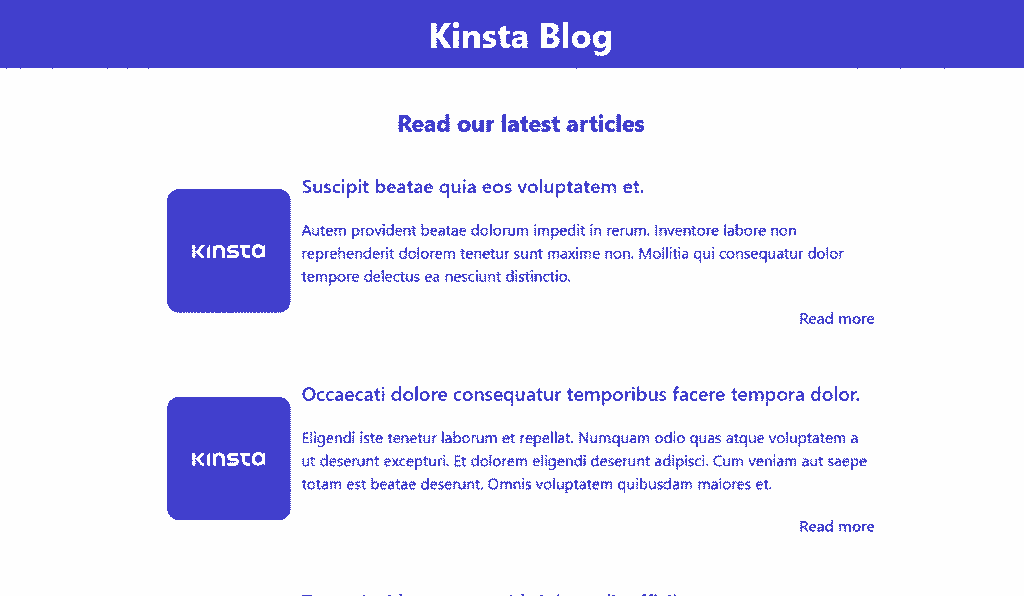 Kinsta Blog
Read our latest articles
Suscipit beatae quia eos voluptatem et.
KINSTA
Autem provident beatae dolorum impedit in rerum. Inventore labore non
reprehenderit dolorem tenetur sunt maxime non. Mollitia qui consequatur dolor
tempore delectus ea nesciunt distinctio.
Read more
Occaecati dolore consequatur temporibus facere tempora dolor.
KINSTA
Eligendi iste tenetur laborum et repellat. Numquam odio quas atque voluptatem a
ut deserunt excepturi. Et dolorem eligendi deserunt adipisci. Cum veniam aut saepe
totam est beatae deserunt. Omnis voluptatem quibusdam maiores et.
Read more